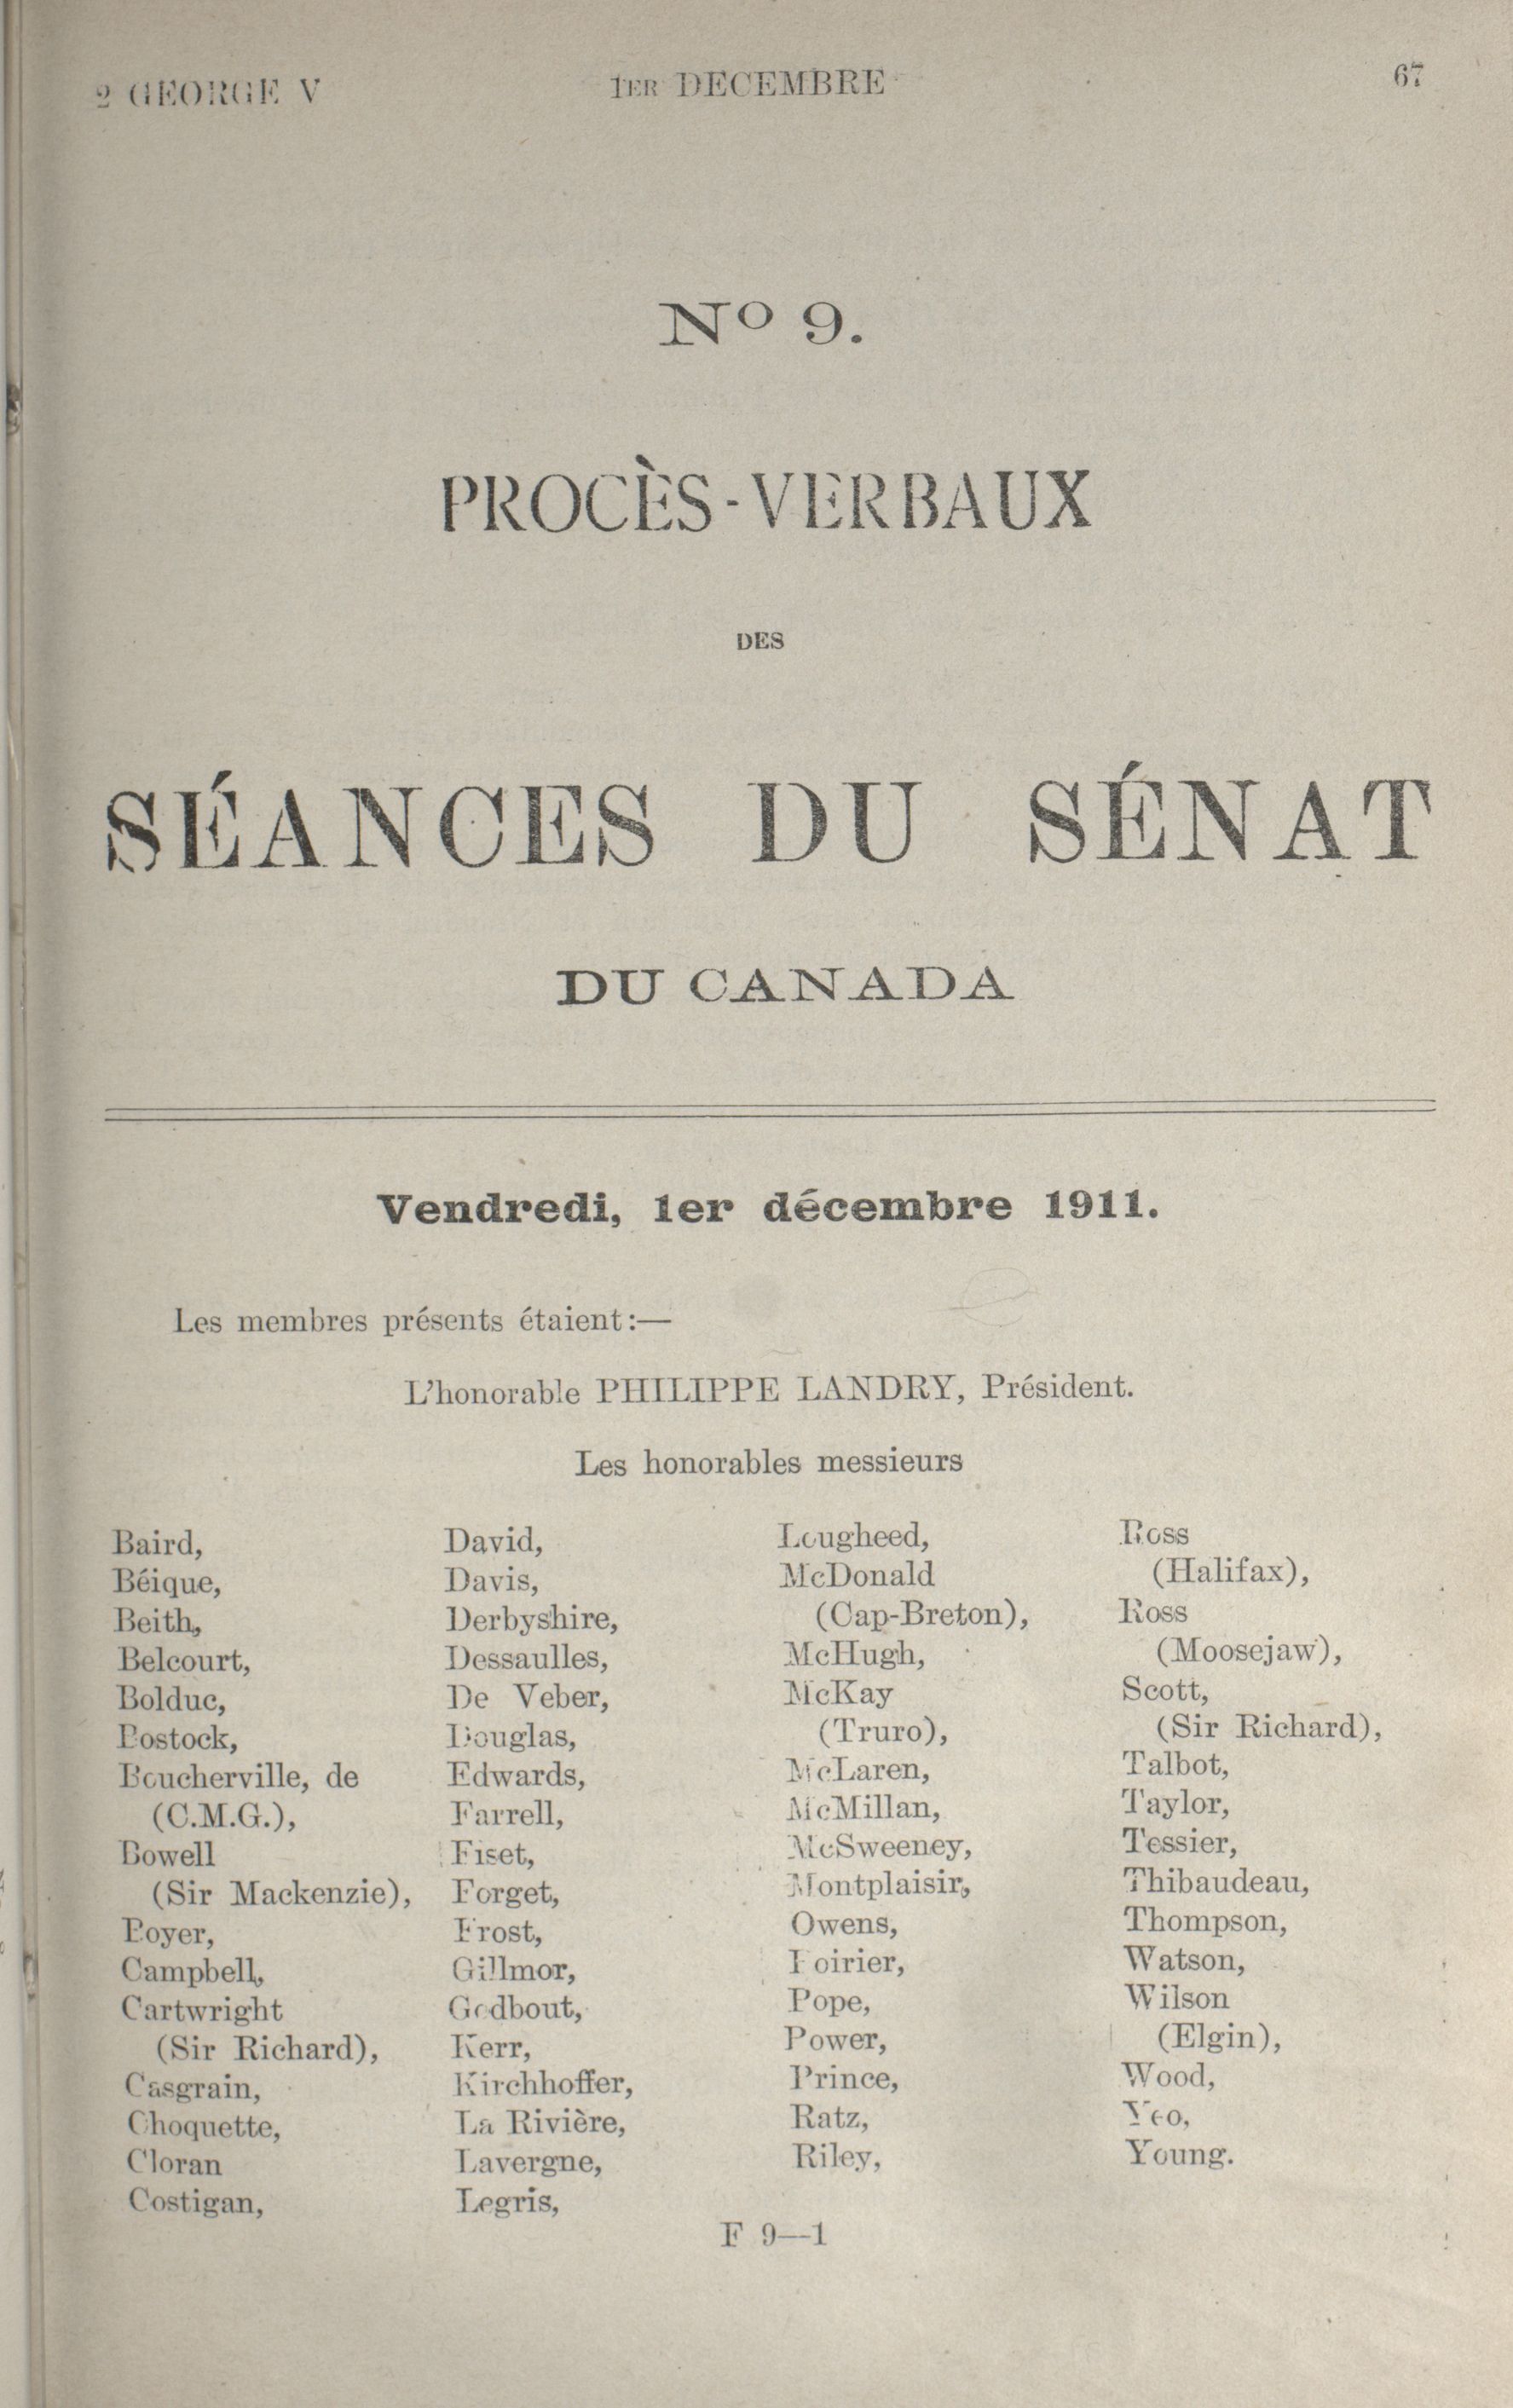 2 GEORGE V
1ER DECEMBRE
67
No 9.
PROCÈS-VERBAUX
DES
SÉANCES DU SÉNAT
DU CANADA
Vendredi, 1er décembre 1911.
Les membres présents étaient:—
L'honorable PHILIPPE LANDRY, Président.
Les honorables messieurs
Baird,
Béique,
Beith,
Belcourt,
Bolduc,
Bostock,
Boucherville, de
(C.M.G.),
Bowell
(Sir Mackenzie),
Boyer,
Campbell,
Cartwright
(Sir Richard),
Casgrain,
Choquette,
Cloran
Costigan,
David,
Davis,
Derbyshire,
Dessaulles,
De Veber,
Douglas,
Edwards,
Farrell,
Fiset,
Forget,
Frost,
Gillmor,
Godbout,
Kerr,
Kirchhoffer,
La Rivière,
Lavergne,
Legris,
Lougheed,
McDonald
(Cap-Breton),
McHugh,
McKay
(Truro),
McLaren,
McMillan,
McSweeney,
Montplaisir,
Owens,
Poirier,
Pope,
Power,
Prince,
Ratz,
Riley,
Ross
(Halifax),
Ross
(Moosejaw),
Scott,
(Sir Richard),
Talbot,
Taylor,
Tessier,
Thibaudeau,
Thompson,
Watson,
Wilson
(Elgin),
Wood,
Yeo,
Young.
F 9—1